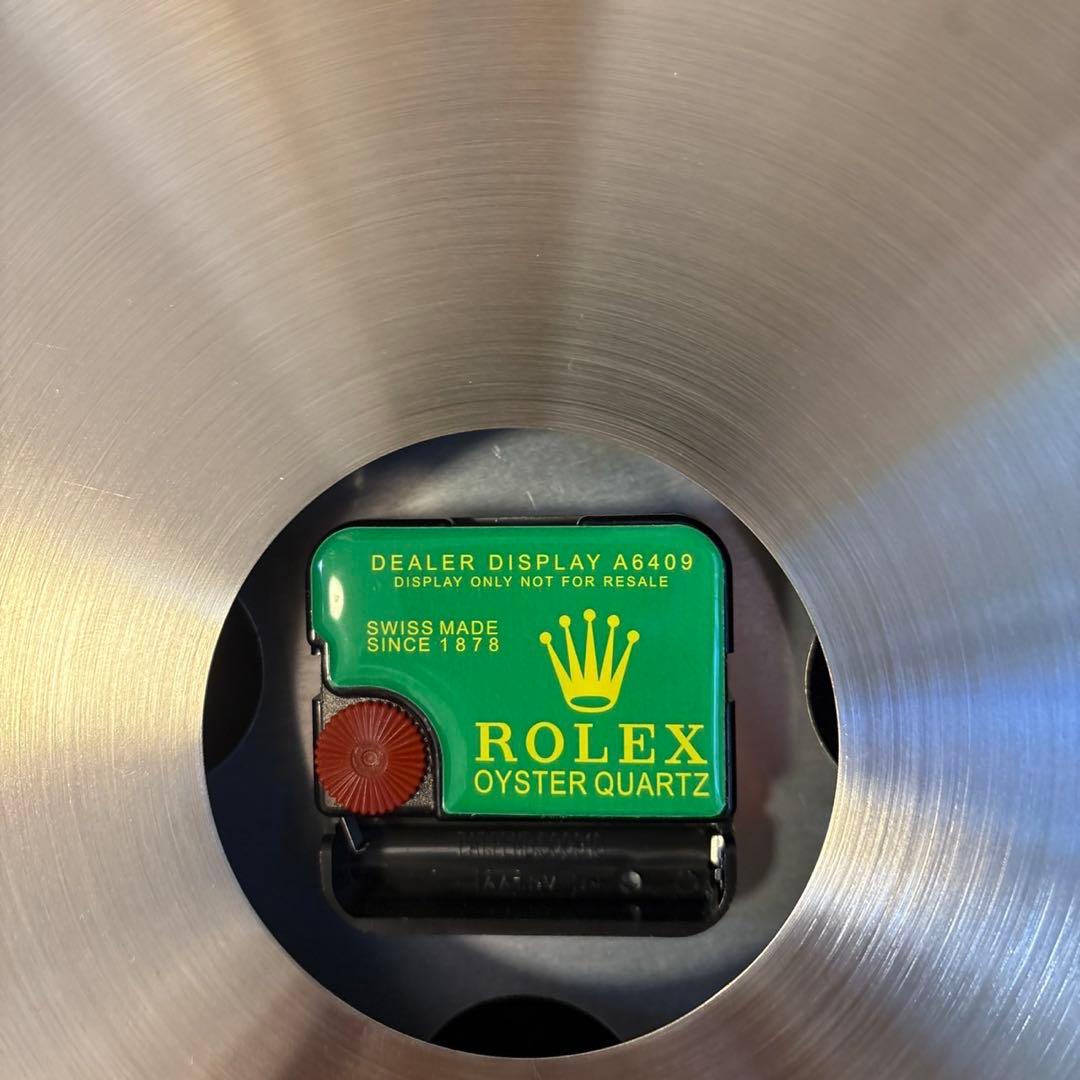 DEALER DISPLAY A6409
DISPLAY ONLY NOT FOR RESALE
SWISS MADE
SINCE 1878
ROLEX
OYSTER QUARTZ